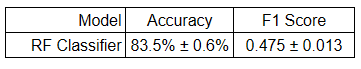 Model Accuracy F1 Score
RF Classifier 83.5% ± 0.6% 0.475 ± 0.013